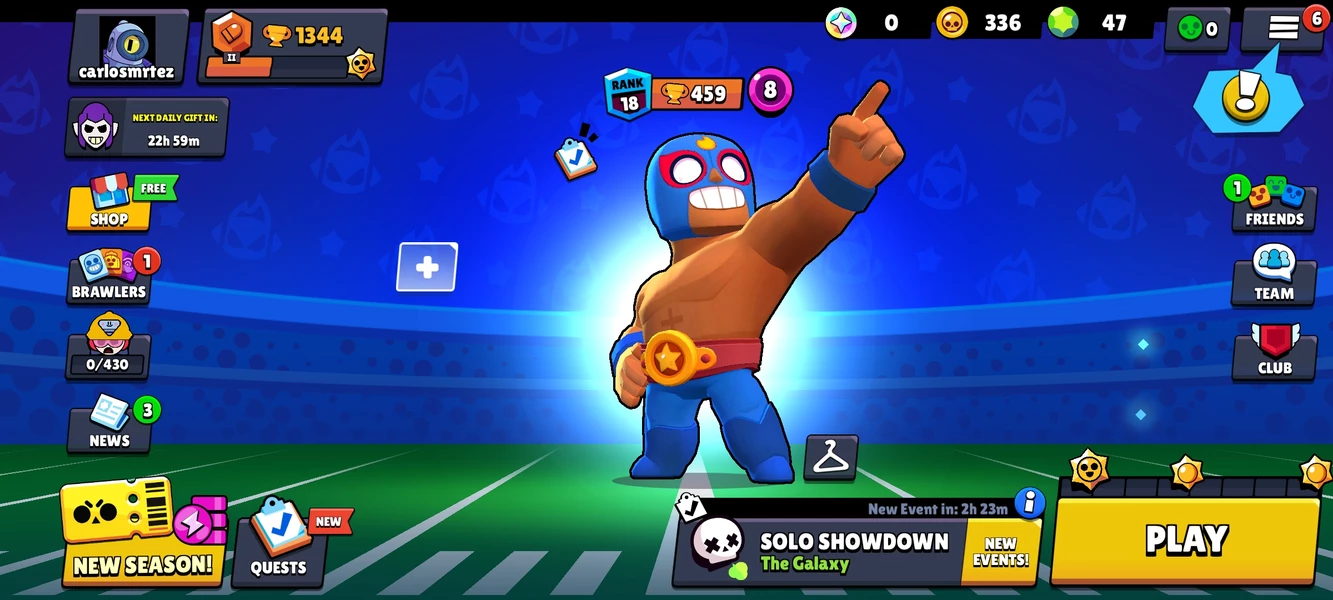 carlosmrtez
II
1344
0
336
47
0
6
NEXT DAILY GIFT IN:
22h 59m
RANK
18
459
8
SHOP
FREE
BRAWLERS
1
0/430
NEWS
3
1
FRIENDS
TEAM
CLUB
NEW SEASON!
QUESTS
NEW
New Event in: 2h 23m
i
SOLO SHOWDOWN
The Galaxy
NEW
EVENTS!
PLAY